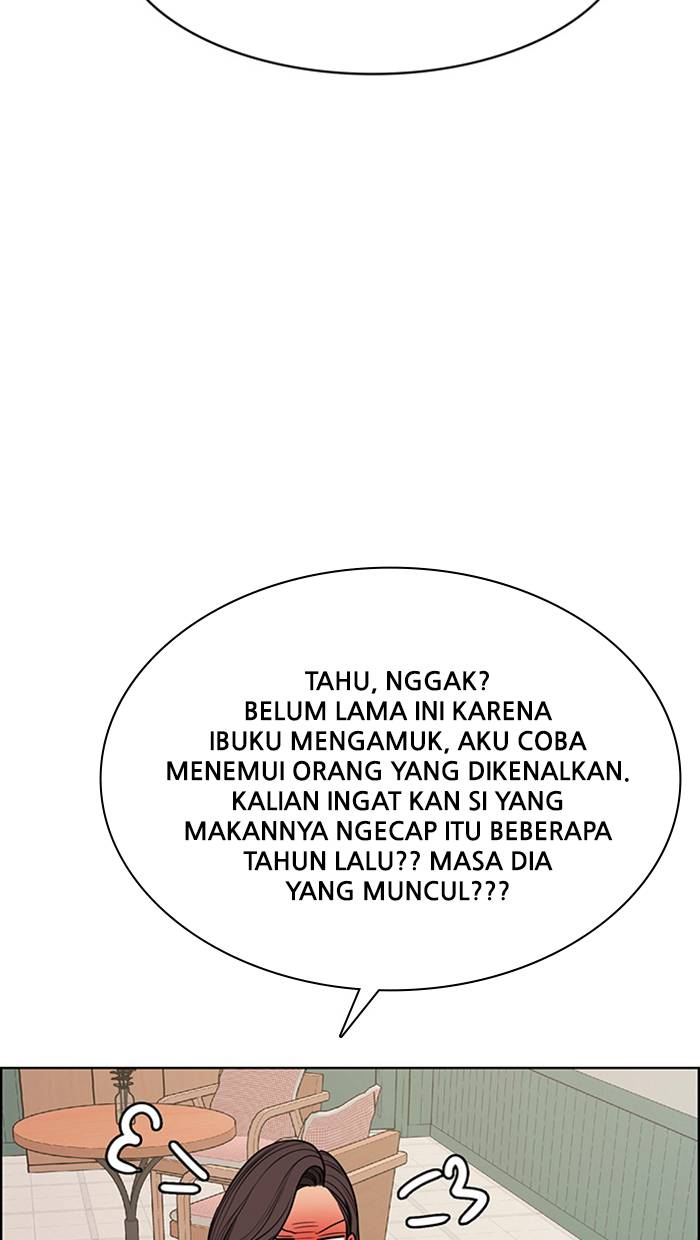 TAHU, NGGAK?
BELUM LAMA INI KARENA
IBUKU MENGAMUK, AKU COBA
MENEMUI ORANG YANG DIKENALKAN.
KALIAN INGAT KAN SI YANG
MAKANNYA NGECAP ITU BEBERAPA
TAHUN LALU?? MASA DIA
YANG MUNCUL???